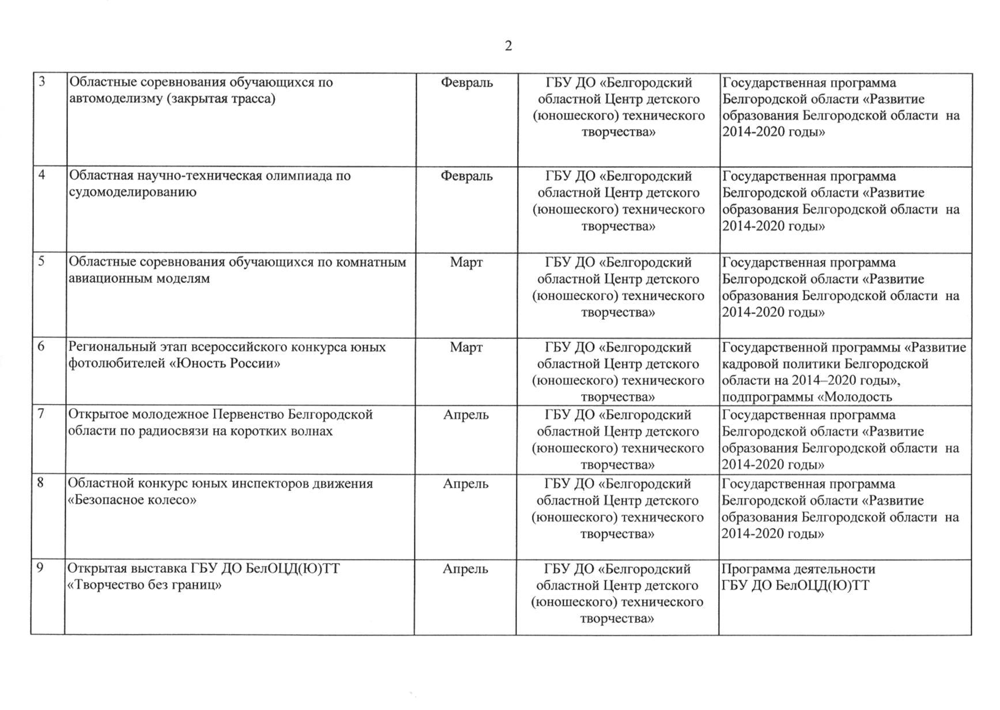 2
3
Областные соревнования обучающихся по
автомоделизму (закрытая трасса)
Февраль
ГБУ ДО «Белгородский
областной Центр детского
(юношеского) технического
творчества»
Государственная программа
Белгородской области «Развитие
образования Белгородской области на
2014-2020 годы»
4
Областная научно-техническая олимпиада по
судомоделированию
Февраль
ГБУ ДО «Белгородский
областной Центр детского
(юношеского) технического
творчества»
Государственная программа
Белгородской области «Развитие
образования Белгородской области на
2014-2020 годы»
5
Областные соревнования обучающихся по комнатным
авиационным моделям
Март
ГБУ ДО «Белгородский
областной Центр детского
(юношеского) технического
творчества»
Государственная программа
Белгородской области «Развитие
образования Белгородской области на
2014-2020 годы»
6
Региональный этап всероссийского конкурса юных
фотолюбителей «Юность России»
Март
ГБУ ДО «Белгородский
областной Центр детского
(юношеского) технического
творчества»
Государственной программы «Развитие
кадровой политики Белгородской
области на 2014–2020 годы»,
подпрограммы «Молодость
7
Открытое молодежное Первенство Белгородской
области по радиосвязи на коротких волнах
Апрель
ГБУ ДО «Белгородский
областной Центр детского
(юношеского) технического
творчества»
Государственная программа
Белгородской области «Развитие
образования Белгородской области на
2014-2020 годы»
8
Областной конкурс юных инспекторов движения
«Безопасное колесо»
Апрель
ГБУ ДО «Белгородский
областной Центр детского
(юношеского) технического
творчества»
Государственная программа
Белгородской области «Развитие
образования Белгородской области на
2014-2020 годы»
9
Открытая выставка ГБУ ДО БелОЦД(Ю)ТТ
«Творчество без границ»
Апрель
ГБУ ДО «Белгородский
областной Центр детского
(юношеского) технического
творчества»
Программа деятельности
ГБУ ДО БелОЦД(Ю)ТТ